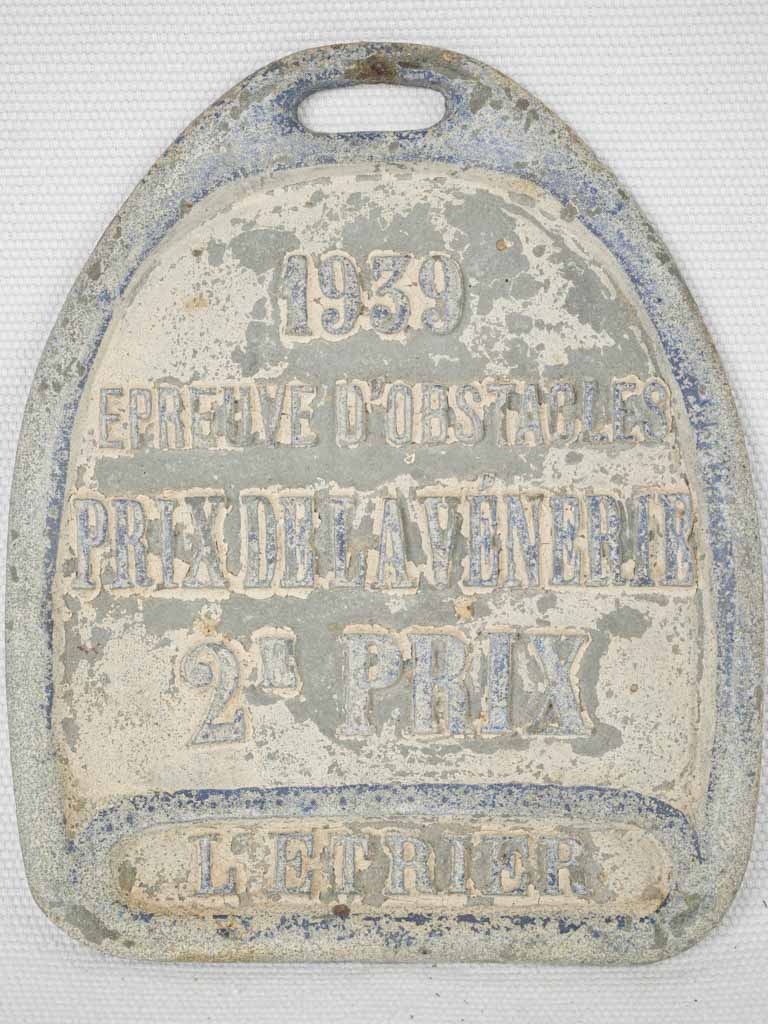 1939
EPREUVE D'OBSTACLES
PRIX DE LA VÉNERIE
2E PRIX
L'ETRIER